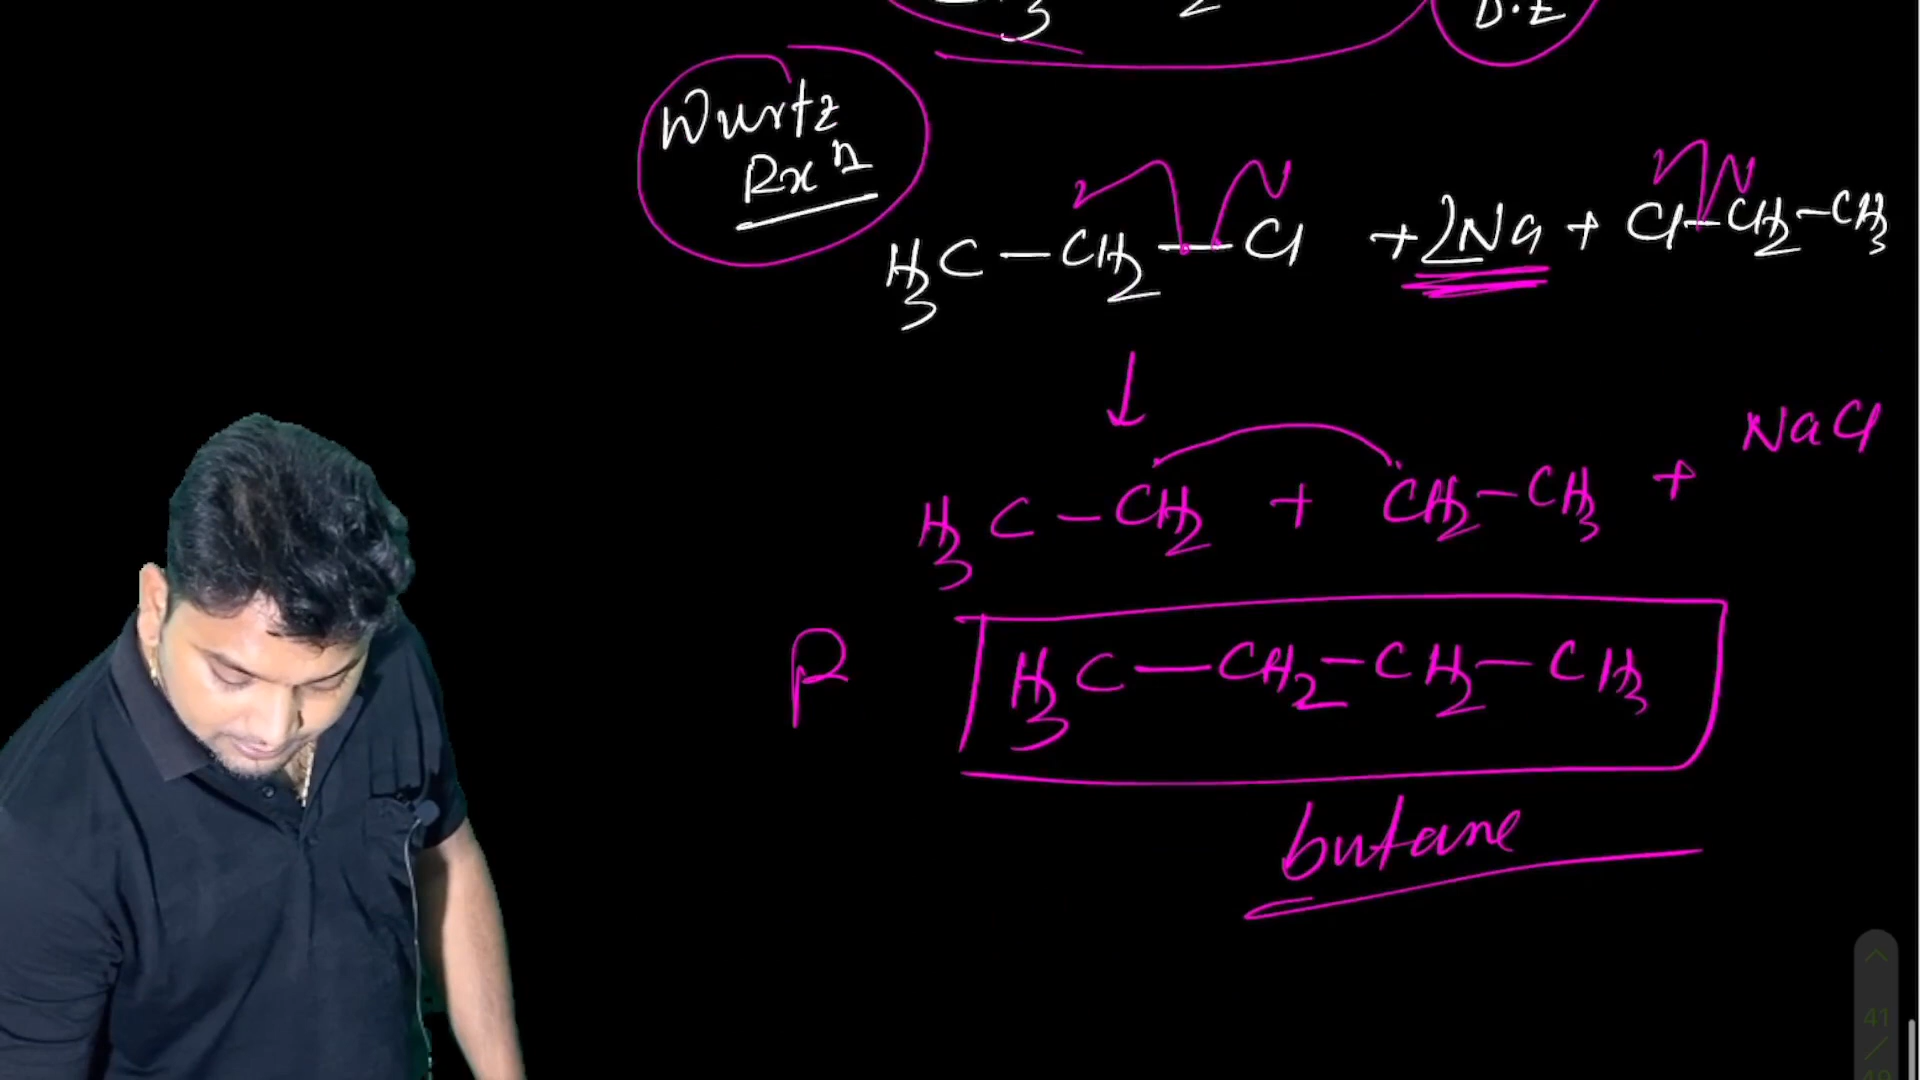 D.E
Wurtz
Rxⁿ
H₃C — CH₂ — Cl + 2Na + Cl—CH₂—CH₃
↓
H₃C — CH₂ + CH₂—CH₃ + NaCl
P H₃C — CH₂—CH₂—CH₃
butane
41
/